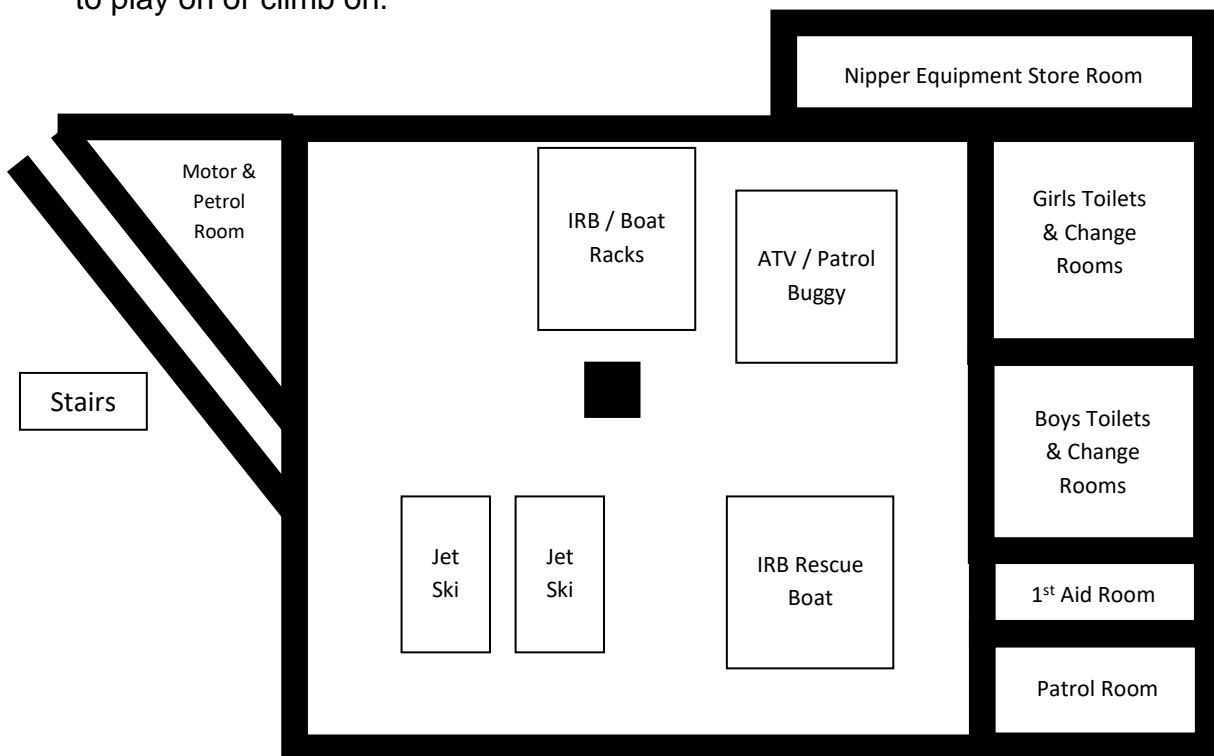 to play on or climb on.
Nipper Equipment Store Room
Motor &
Petrol
Room
IRB / Boat
Racks
ATV / Patrol
Buggy
Girls Toilets
& Change
Rooms
Stairs
Boys Toilets
& Change
Rooms
Jet
Ski
Jet
Ski
IRB Rescue
Boat
1st Aid Room
Patrol Room